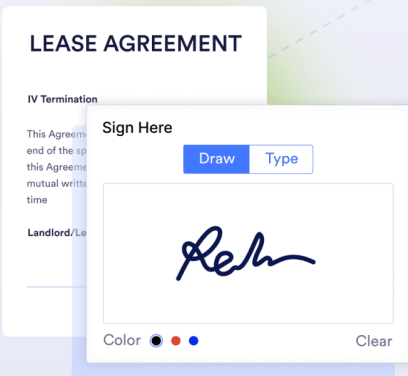 LEASE AGREEMENT
IV Termination
This Agreem
end of the sp
this Agreeme
mutual writte
time
Landlord/Le
Sign Here
Draw Type
Color Clear